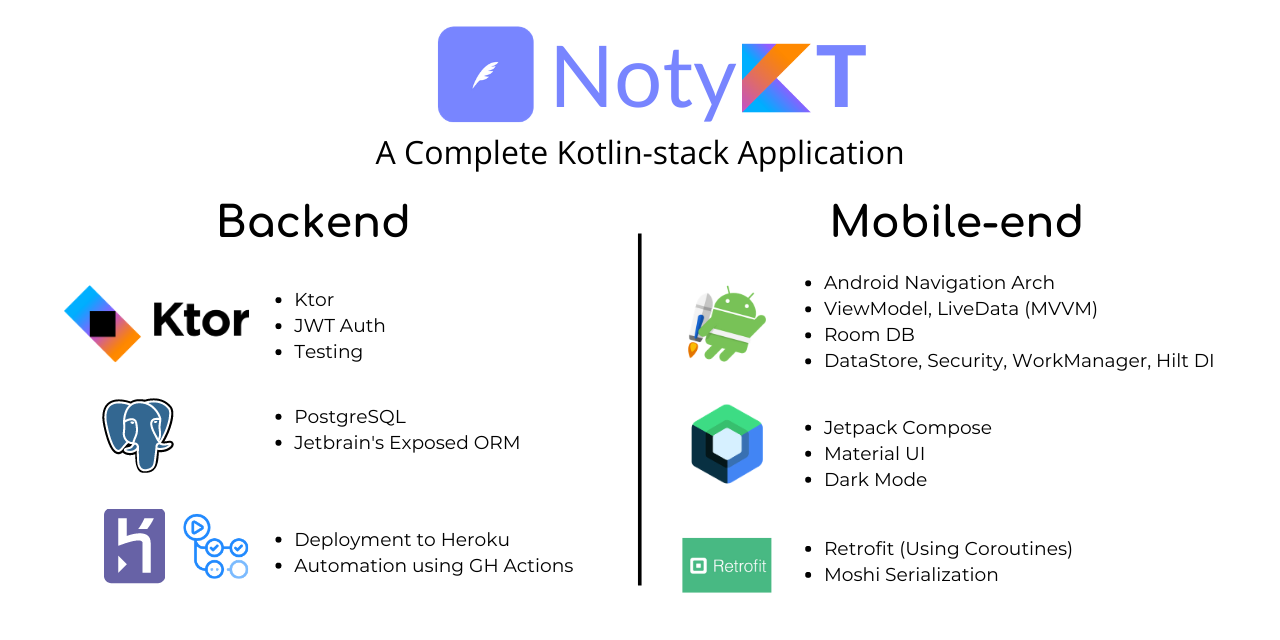 NotyKT
A Complete Kotlin-stack Application
Backend
Ktor
• Ktor
• JWT Auth
• Testing
• PostgreSQL
• Jetbrain's Exposed ORM
• Deployment to Heroku
• Automation using GH Actions
Mobile-end
• Android Navigation Arch
• ViewModel, LiveData (MVVM)
• Room DB
• DataStore, Security, WorkManager, Hilt DI
• Jetpack Compose
• Material UI
• Dark Mode
Retrofit
• Retrofit (Using Coroutines)
• Moshi Serialization